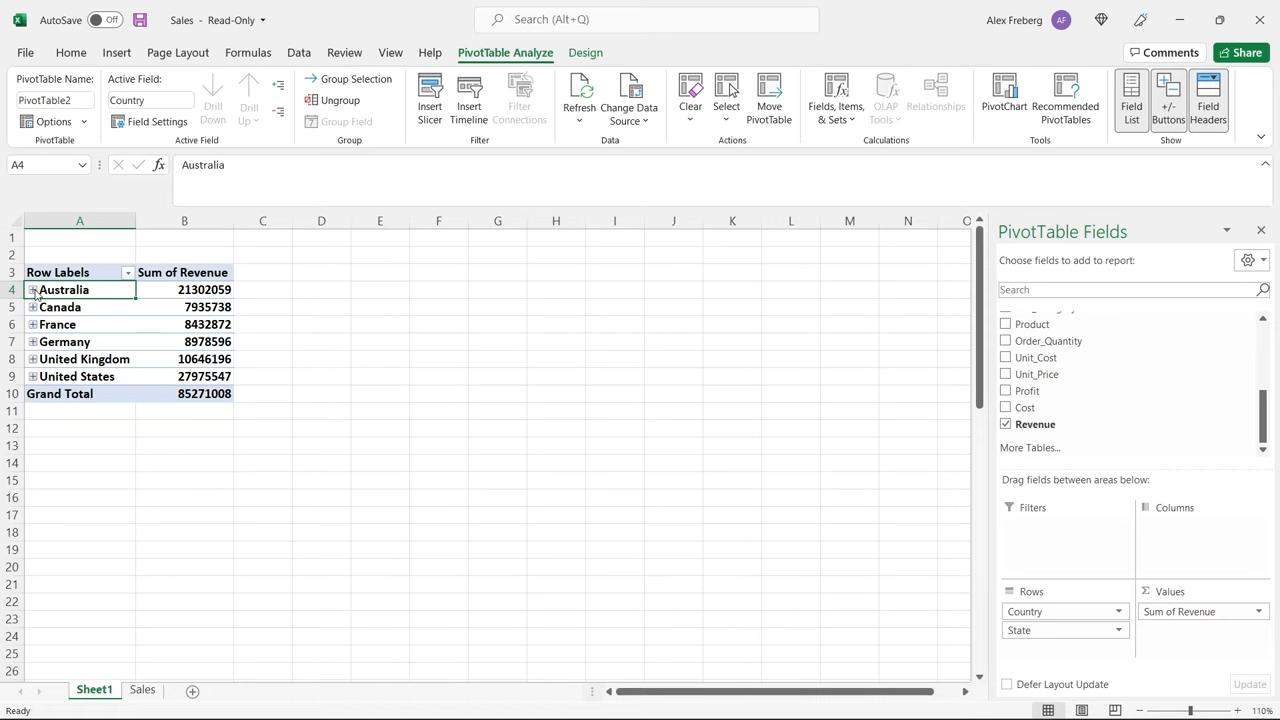 AutoSave Off Sales - Read-Only Search (Alt+Q) Alex Freberg AF
File Home Insert Page Layout Formulas Data Review View Help PivotTable Analyze Design Comments Share
PivotTable Name:
PivotTable2
Options
PivotTable
Active Field:
Country
Field Settings
Drill Down
Drill Up
Active Field
Group Selection
Ungroup
Group Field
Group
Insert Slicer
Insert Timeline
Filter Connections
Filter
Refresh
Change Data Source
Data
Clear
Select
Move PivotTable
Actions
Fields, Items, & Sets
OLAP Tools
Relationships
Calculations
PivotChart
Recommended PivotTables
Tools
Field List
+/- Buttons
Field Headers
Show
A4 fx Australia
A B C D E F G H I J K L M N O
1
2
3 Row Labels Sum of Revenue
4 Australia 21302059
5 Canada 7935738
6 France 8432872
7 Germany 8978596
8 United Kingdom 10646196
9 United States 27975547
10 Grand Total 85271008
11
12
13
14
15
16
17
18
19
20
21
22
23
24
25
26
PivotTable Fields
Choose fields to add to report:
Search
Product
Order_Quantity
Unit_Cost
Unit_Price
Profit
Cost
Revenue
More Tables...
Drag fields between areas below:
Filters
Columns
Rows
Country
State
Σ Values
Sum of Revenue
Defer Layout Update Update
Sheet1 Sales
Ready 110%